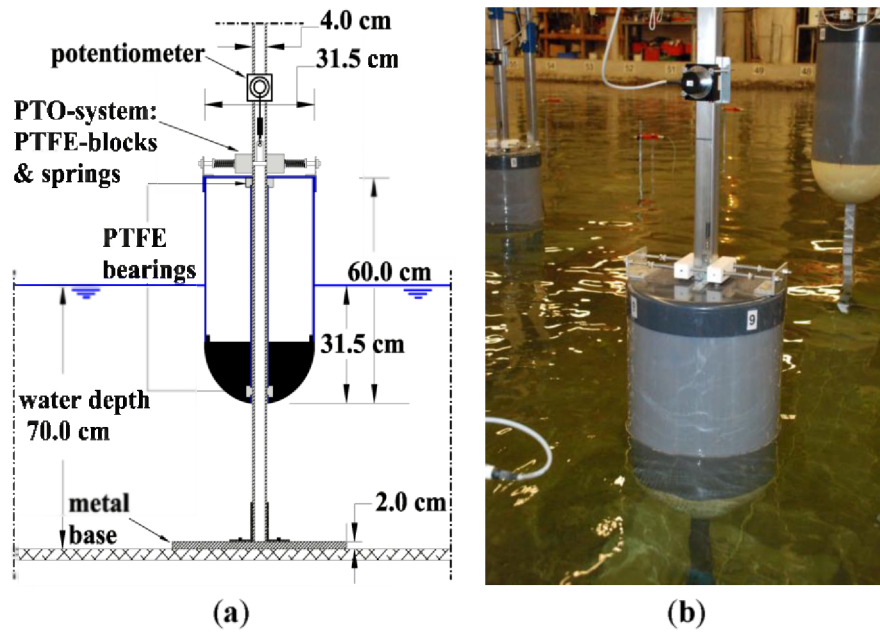 4.0 cm
potentiometer
31.5 cm
PTO-system:
PTFE-blocks
& springs
PTFE
bearings
60.0 cm
31.5 cm
water depth
70.0 cm
metal
base
2.0 cm
(a)
9
(b)